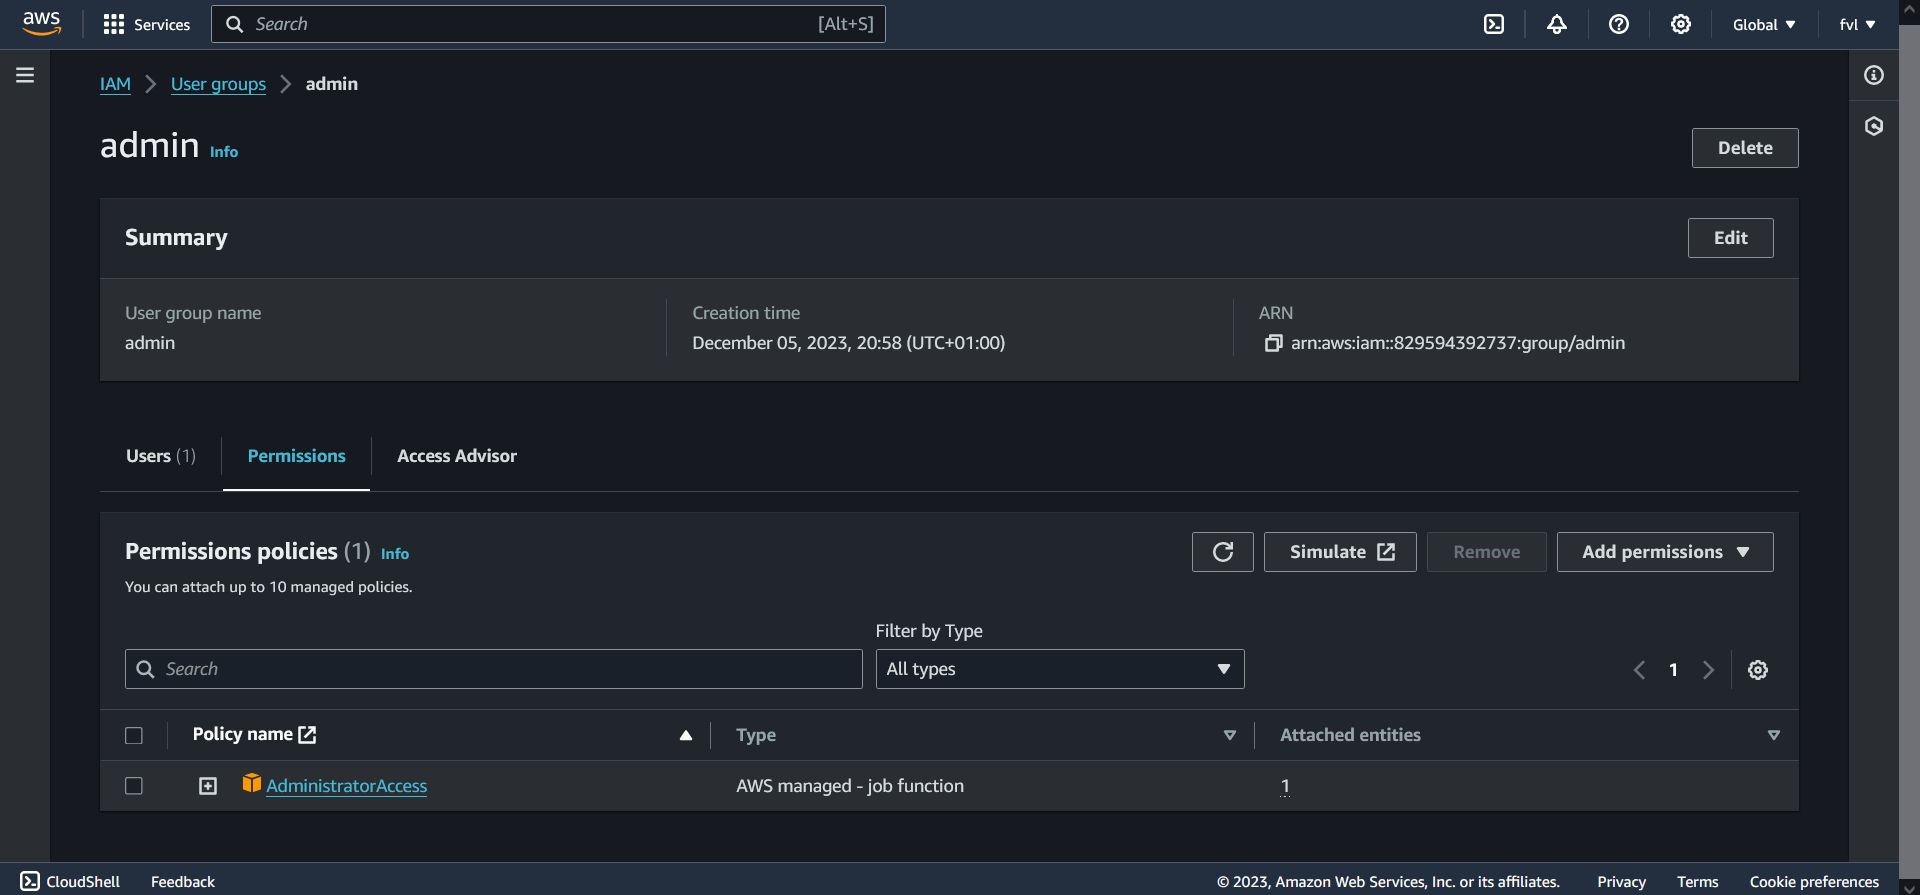 aws Services Search [Alt+S] Global fvl
IAM User groups admin
admin Info
Delete
Summary
Edit
User group name
admin
Creation time
December 05, 2023, 20:58 (UTC+01:00)
ARN
arn:aws:iam::829594392737:group/admin
Users (1) Permissions Access Advisor
Permissions policies (1) Info
Simulate Remove Add permissions
You can attach up to 10 managed policies.
Filter by Type
Search All types 1
Policy name Type Attached entities
AdministratorAccess AWS managed - job function 1
CloudShell Feedback © 2023, Amazon Web Services, Inc. or its affiliates. Privacy Terms Cookie preferences